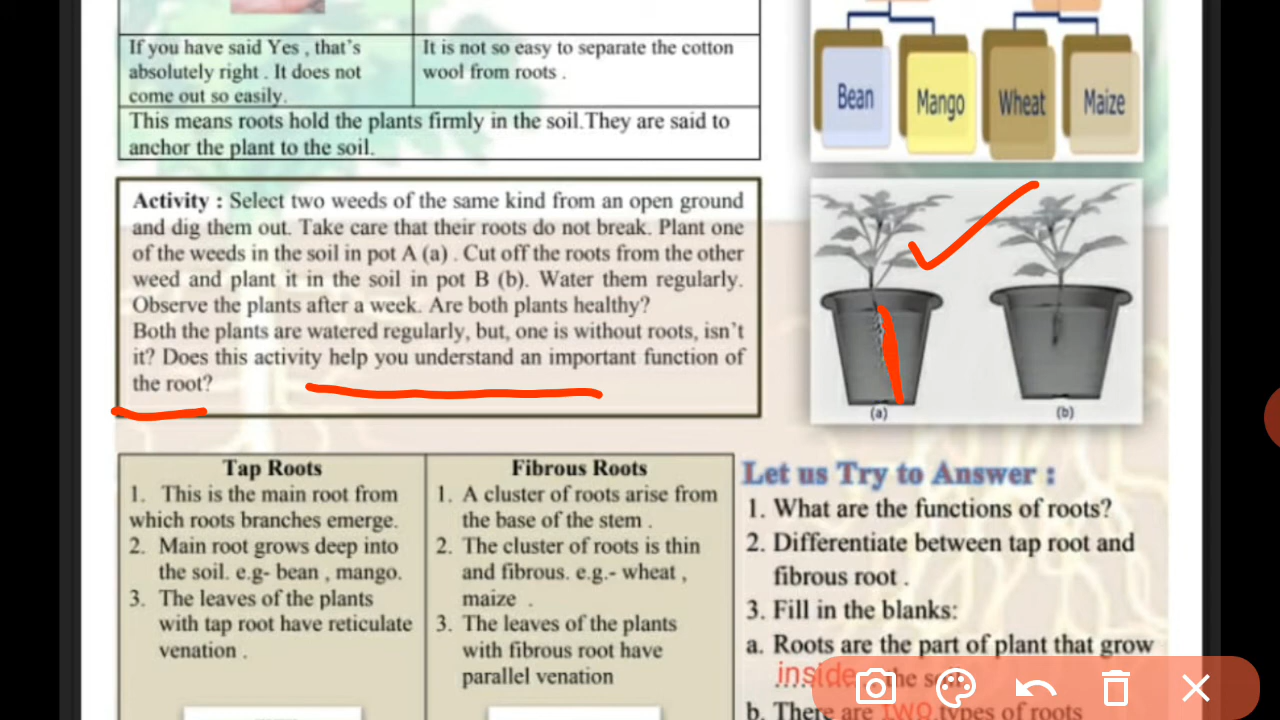 If you have said Yes , that's
absolutely right . It does not
come out so easily.
It is not so easy to separate the cotton
wool from roots .
This means roots hold the plants firmly in the soil.They are said to
anchor the plant to the soil.
Bean
Mango
Wheat
Maize
Activity : Select two weeds of the same kind from an open ground
and dig them out. Take care that their roots do not break. Plant one
of the weeds in the soil in pot A (a) . Cut off the roots from the other
weed and plant it in the soil in pot B (b). Water them regularly.
Observe the plants after a week. Are both plants healthy?
Both the plants are watered regularly, but, one is without roots, isn't
it? Does this activity help you understand an important function of
the root?
(a)
(b)
Tap Roots
1. This is the main root from
which roots branches emerge.
2. Main root grows deep into
the soil. e.g- bean , mango.
3. The leaves of the plants
with tap root have reticulate
venation .
Fibrous Roots
1. A cluster of roots arise from
the base of the stem .
2. The cluster of roots is thin
and fibrous. e.g.- wheat ,
maize .
3. The leaves of the plants
with fibrous root have
parallel venation
Let us Try to Answer :
1. What are the functions of roots?
2. Differentiate between tap root and
fibrous root .
3. Fill in the blanks:
a. Roots are the part of plant that grow
inside the soil
b. There are TWO types of roots